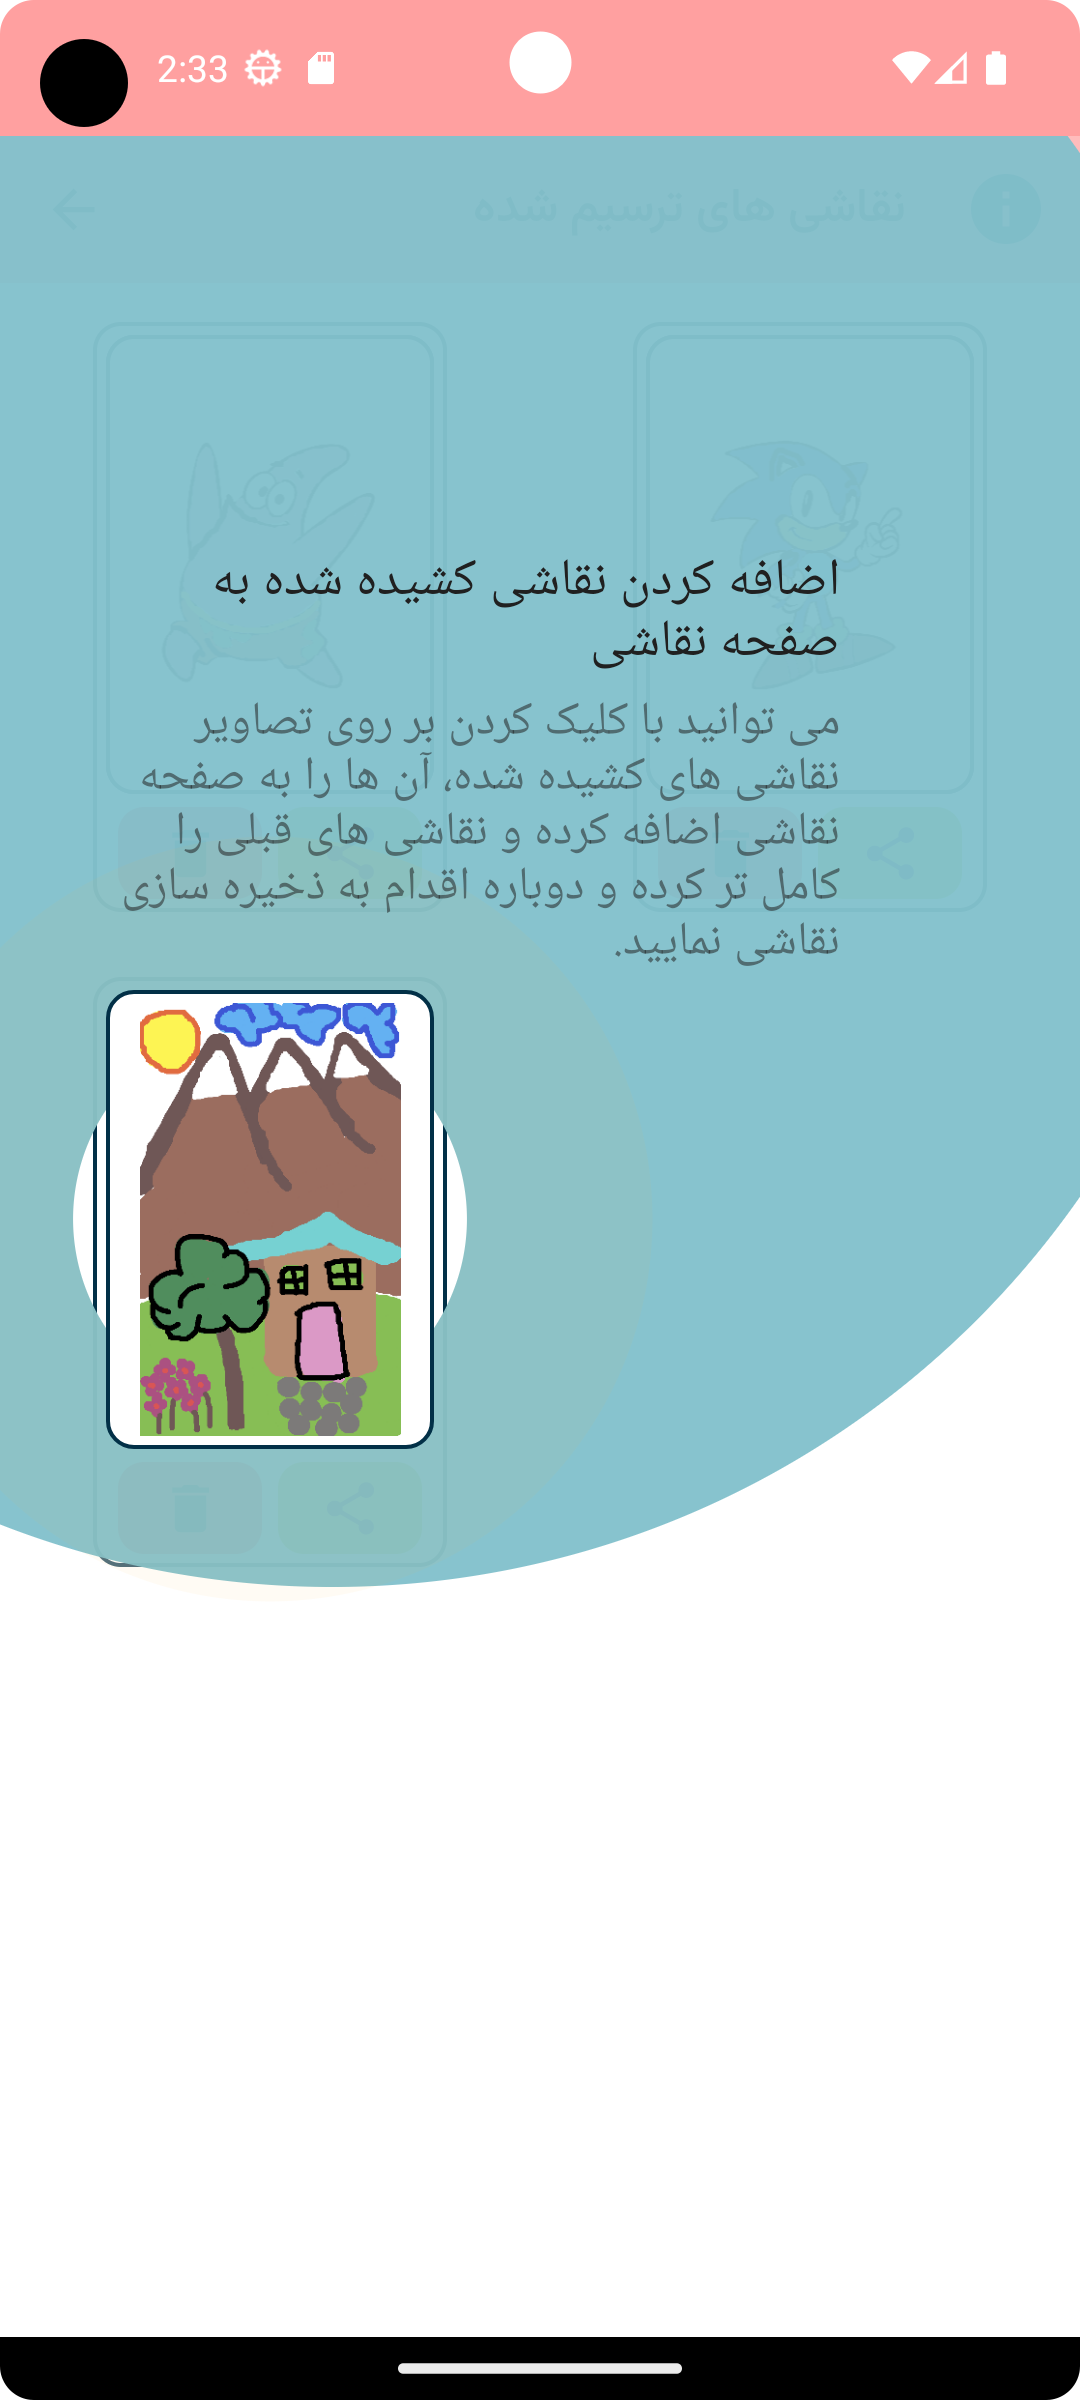 2:33
نقاشی های ترسیم شده
اضافه کردن نقاشی کشیده شده به
صفحه نقاشی
می توانید با کلیک کردن بر روی تصاویر
نقاشی های کشیده شده، آن ها را به صفحه
نقاشی اضافه کرده و نقاشی های قبلی را
کامل تر کرده و دوباره اقدام به ذخیره سازی
نقاشی نمایید.